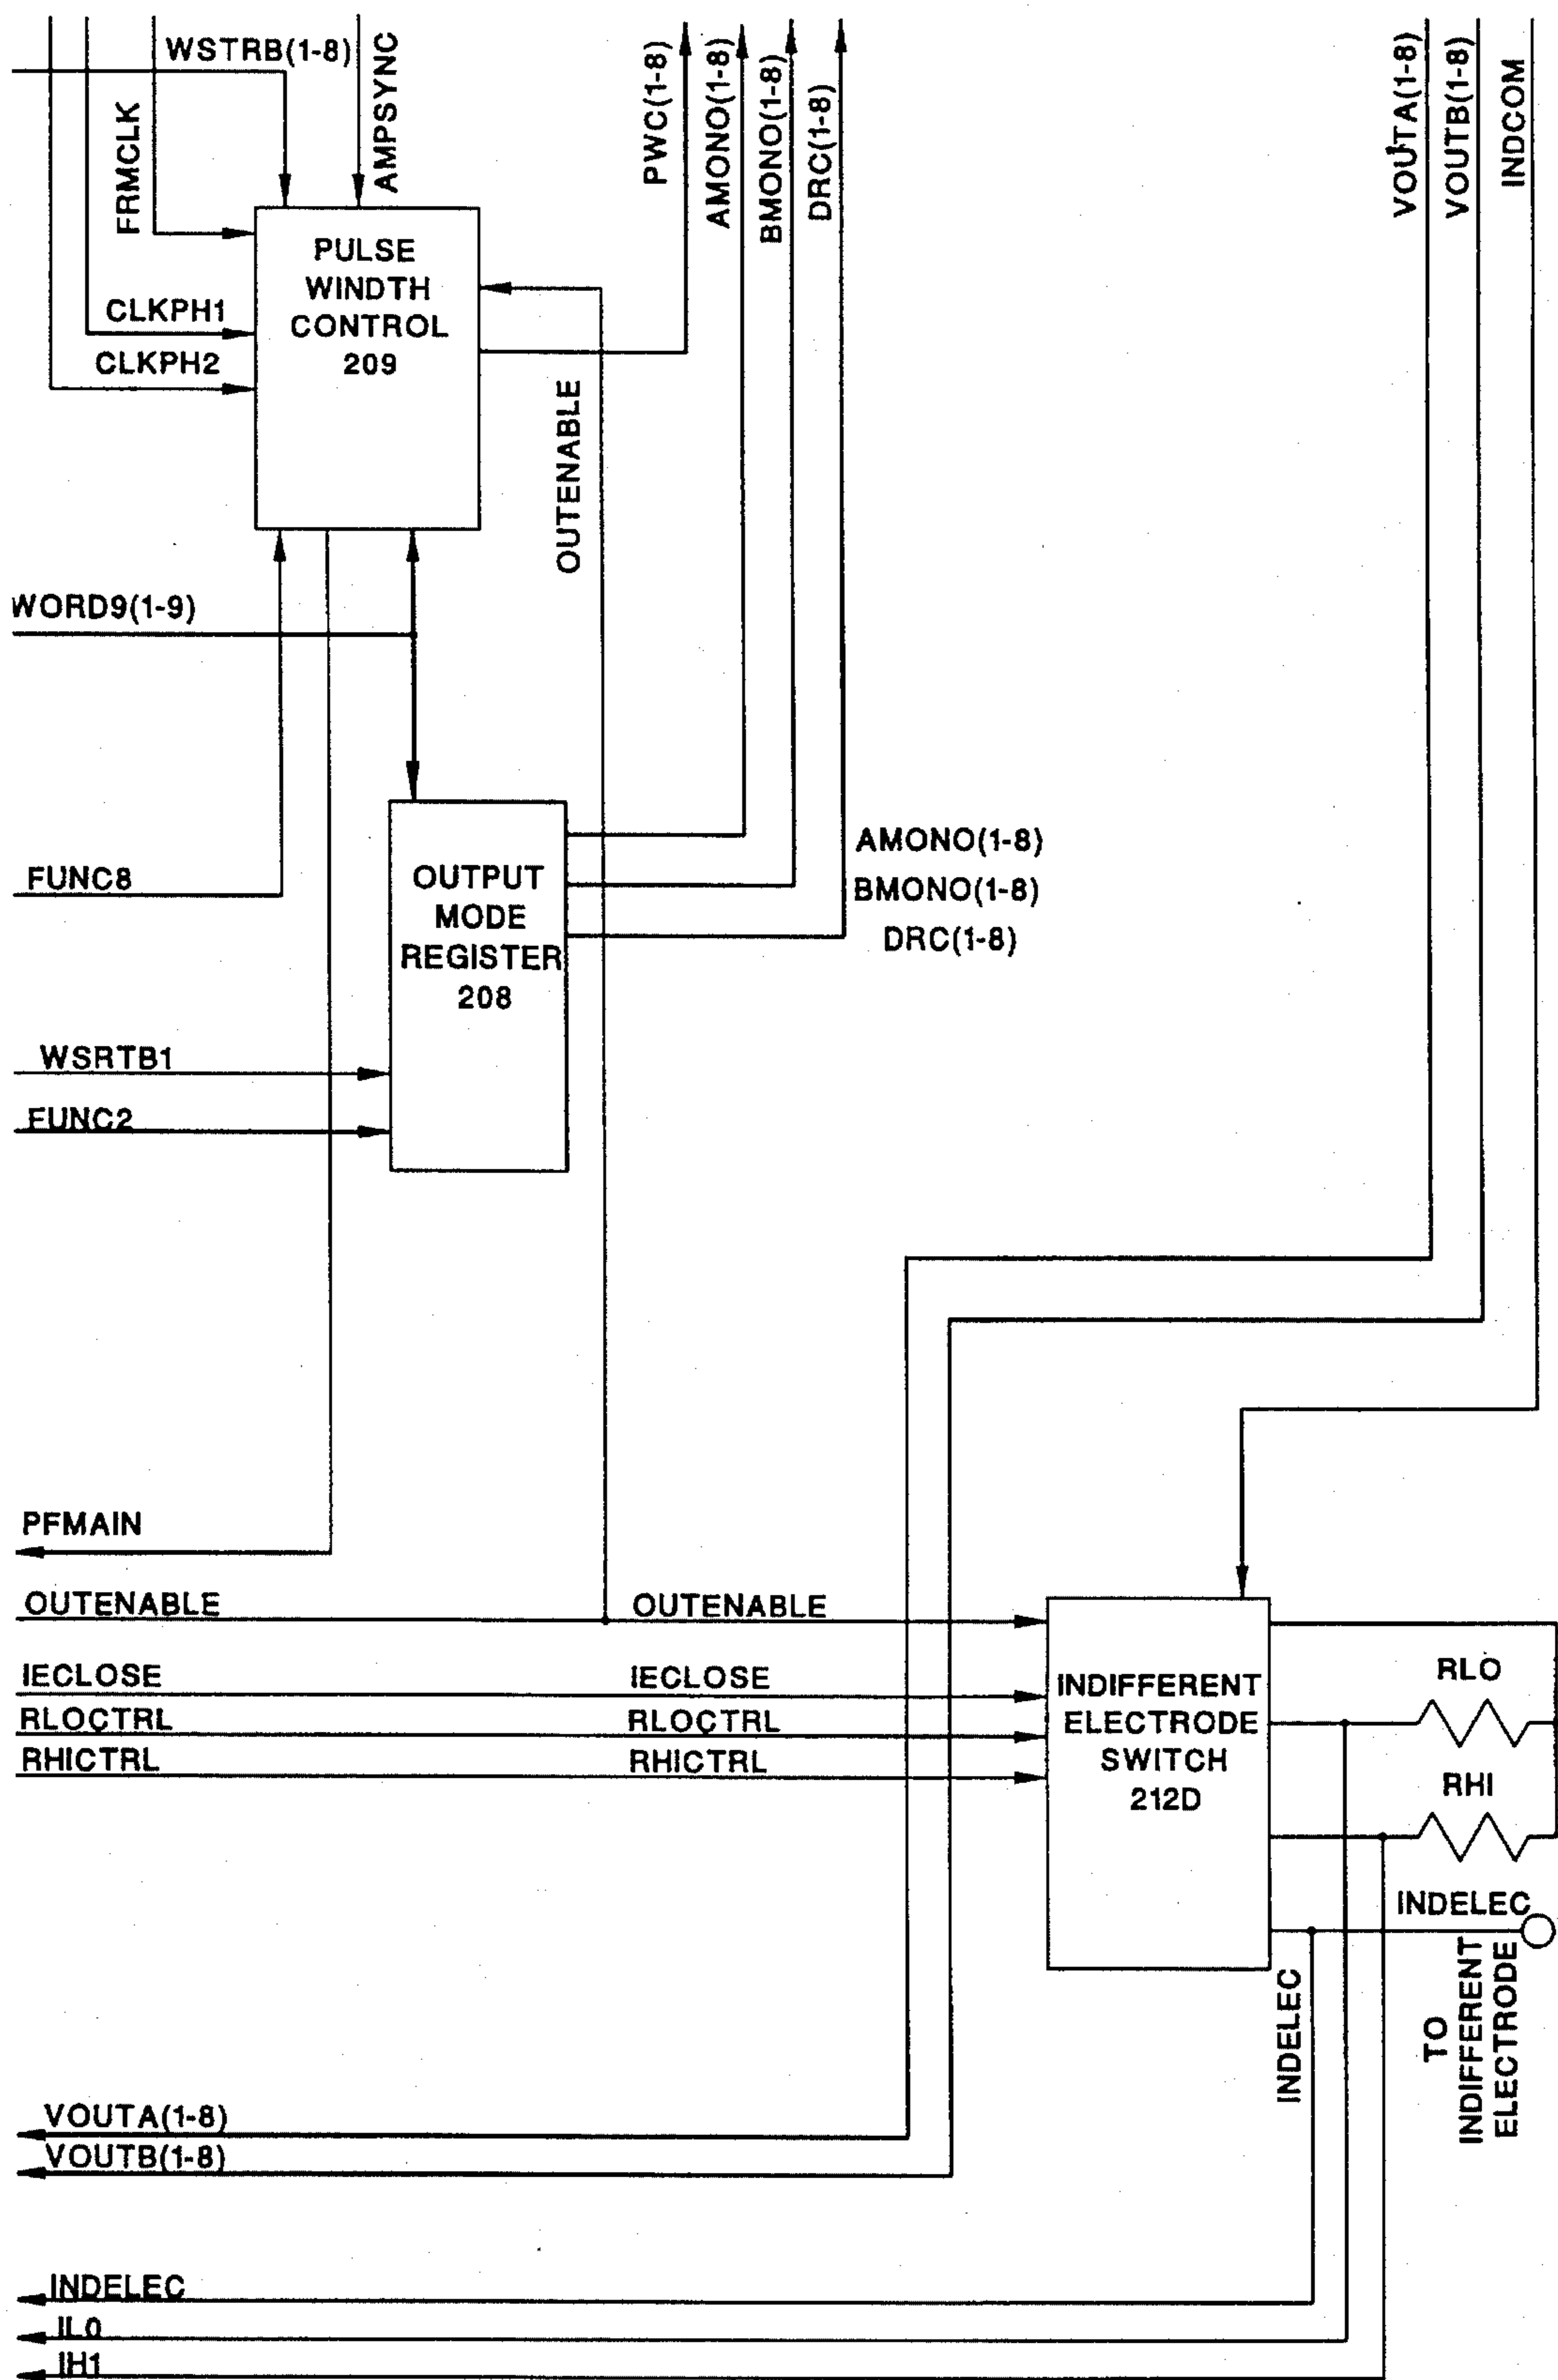 WSTRB(1-8)
AMPSYNC
FRMCLK
PWC(1-8)
AMONO(1-8)
BMONO(1-8)
DRC(1-8)
VOUTA(1-8)
VOUTB(1-8)
INDCOM
PULSE
WINDTH
CONTROL
209
CLKPH1
CLKPH2
OUTENABLE
WORD9(1-9)
FUNC8
OUTPUT
MODE
REGISTER
208
AMONO(1-8)
BMONO(1-8)
DRC(1-8)
WSRTB1
FUNC2
PFMAIN
OUTENABLE
OUTENABLE
IECLOSE
IECLOSE
RLOCTRL
RLOCTRL
RHICTRL
RHICTRL
INDIFFERENT
ELECTRODE
SWITCH
212D
RLO
RHI
INDELEC
INDELEC
TO
INDIFFERENT
ELECTRODE
VOUTA(1-8)
VOUTB(1-8)
INDELEC
IL0
IH1